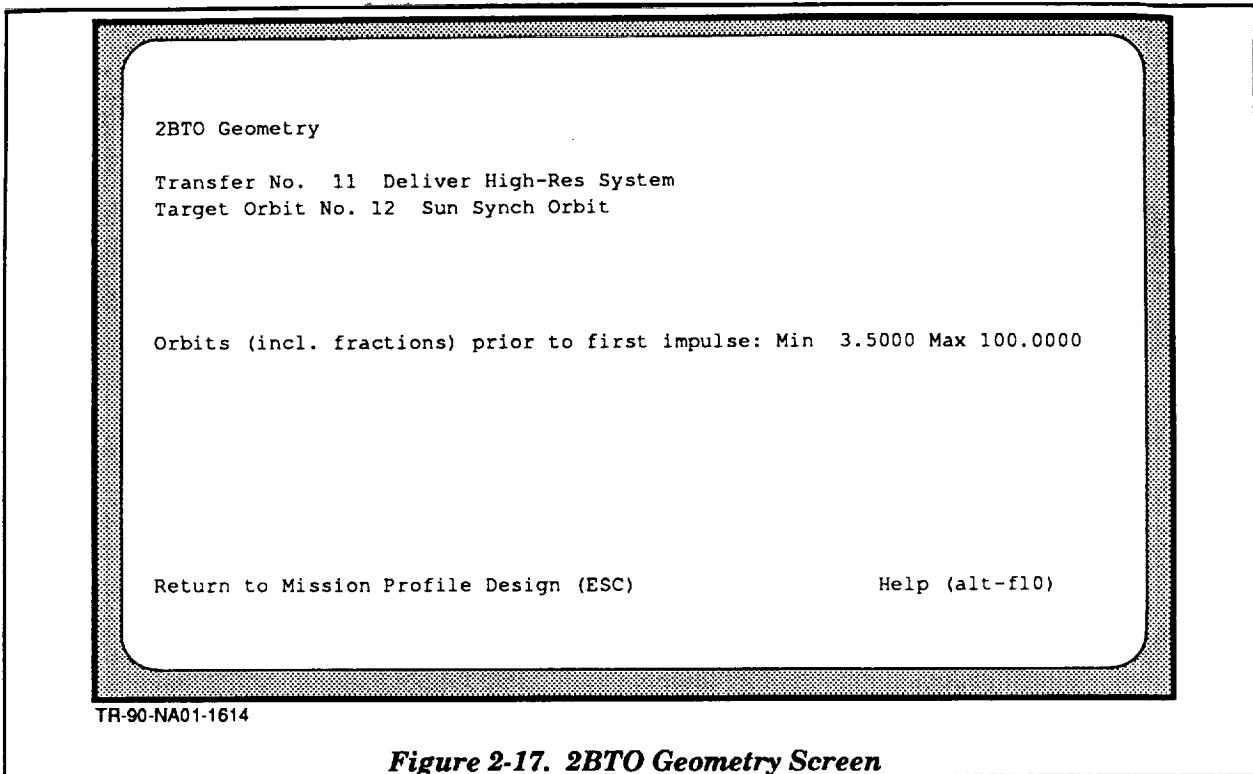 2BTO Geometry
Transfer No. 11 Deliver High-Res System
Target Orbit No. 12 Sun Synch Orbit
Orbits (incl. fractions) prior to first impulse: Min 3.5000 Max 100.0000
Return to Mission Profile Design (ESC) Help (alt-f10)
TR-90-NA01-1614
Figure 2-17. 2BTO Geometry Screen